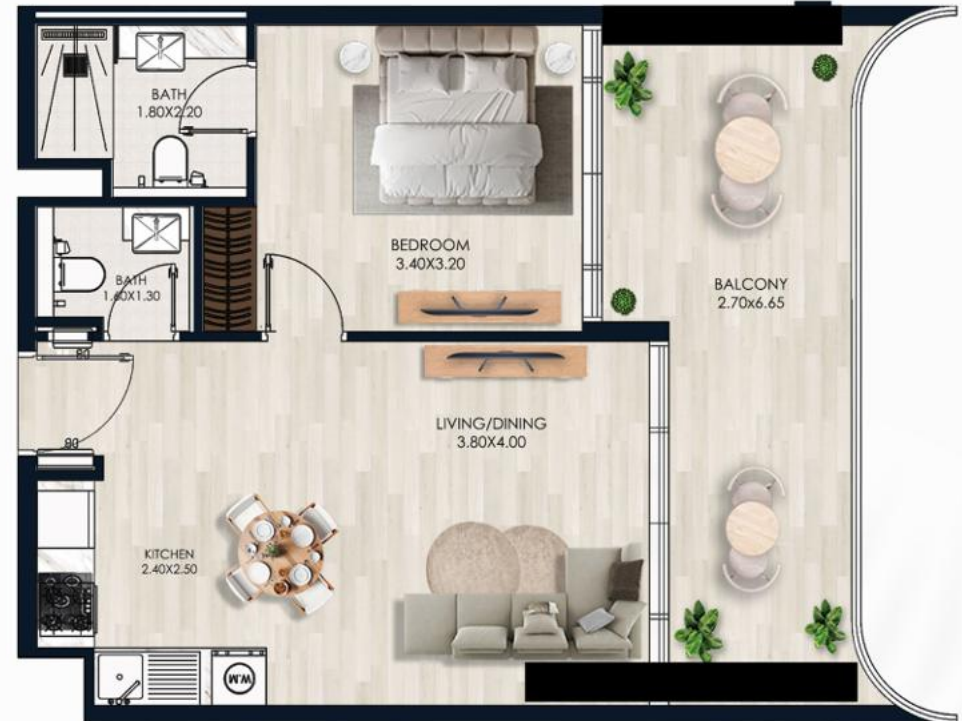 BATH
1.80X2.20
BEDROOM
3.40X3.20
BATH
1.60X1.30
BALCONY
2.70x6.65
80
LIVING/DINING
3.80X4.00
80
KITCHEN
2.40X2.50
W.M